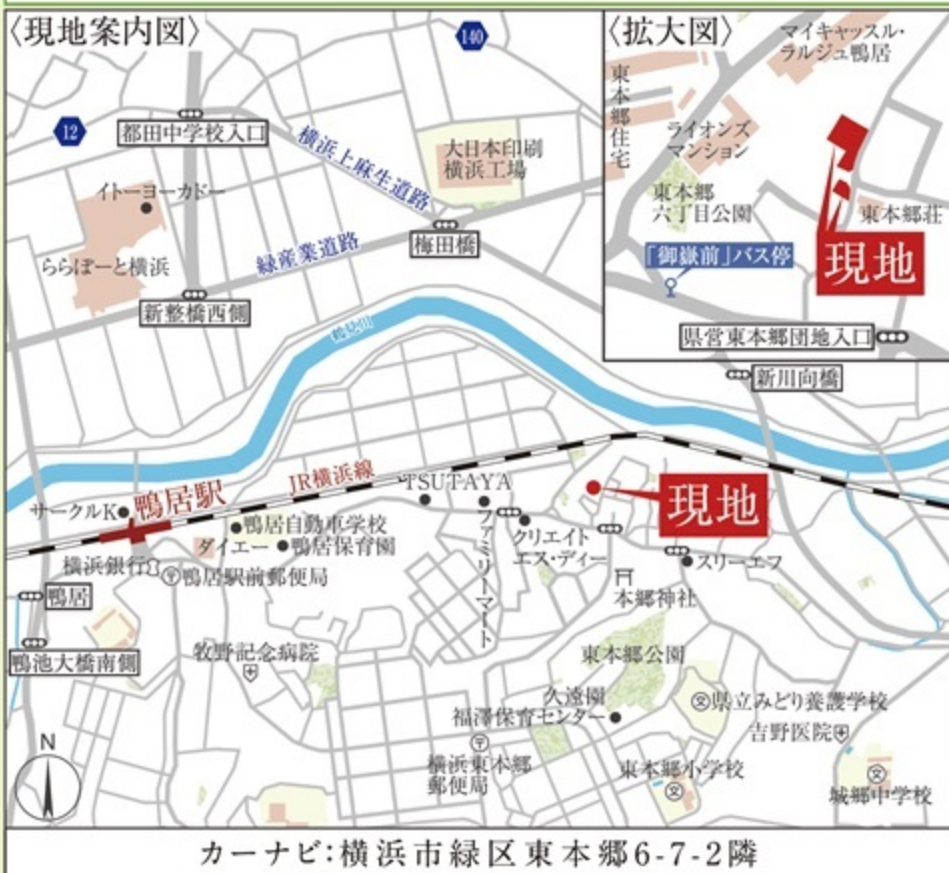 〈現地案内図〉
140
12
都田中学校入口
横浜上麻生道路
大日本印刷
横浜工場
イトーヨーカドー
ららぽーと横浜
緑産業道路
梅田橋
新整橋西側
鶴見川
〈拡大図〉
マイキャッスル・
ラルジュ鴨居
東本郷住宅
ライオンズ
マンション
東本郷
六丁目公園
東本郷荘
「御嶽前」バス停
現地
県営東本郷団地入口
新川向橋
JR横浜線
TSUTAYA
サークルK
鴨居駅
鴨居自動車学校
ダイエー
鴨居保育園
横浜銀行
鴨居駅前郵便局
ファミリーマート
クリエイト
エス・ディー
現地
スリーエフ
本郷神社
鴨居
鴨池大橋南側
牧野記念病院
東本郷公園
久遠園
福澤保育センター
県立みどり養護学校
吉野医院
横浜東本郷
郵便局
東本郷小学校
城郷中学校
N
カーナビ:横浜市緑区東本郷6-7-2隣